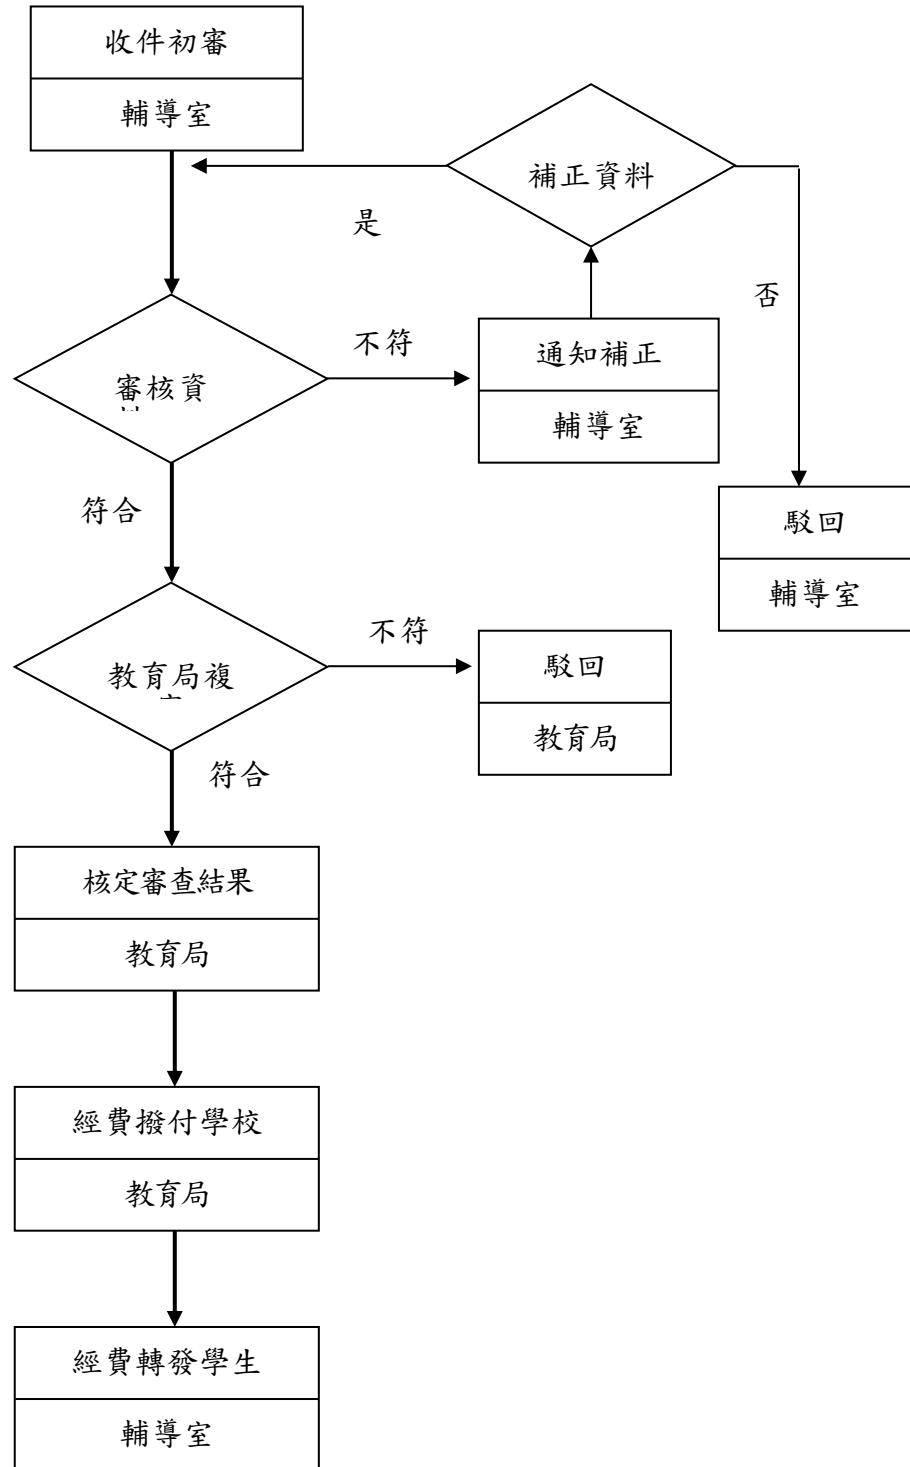 收件初審
輔導室
補正資料
是
否
不符
通知補正
輔導室
審核資
符合
駁回
輔導室
不符
駁回
教育局
教育局複
符合
核定審查結果
教育局
經費撥付學校
教育局
經費轉發學生
輔導室